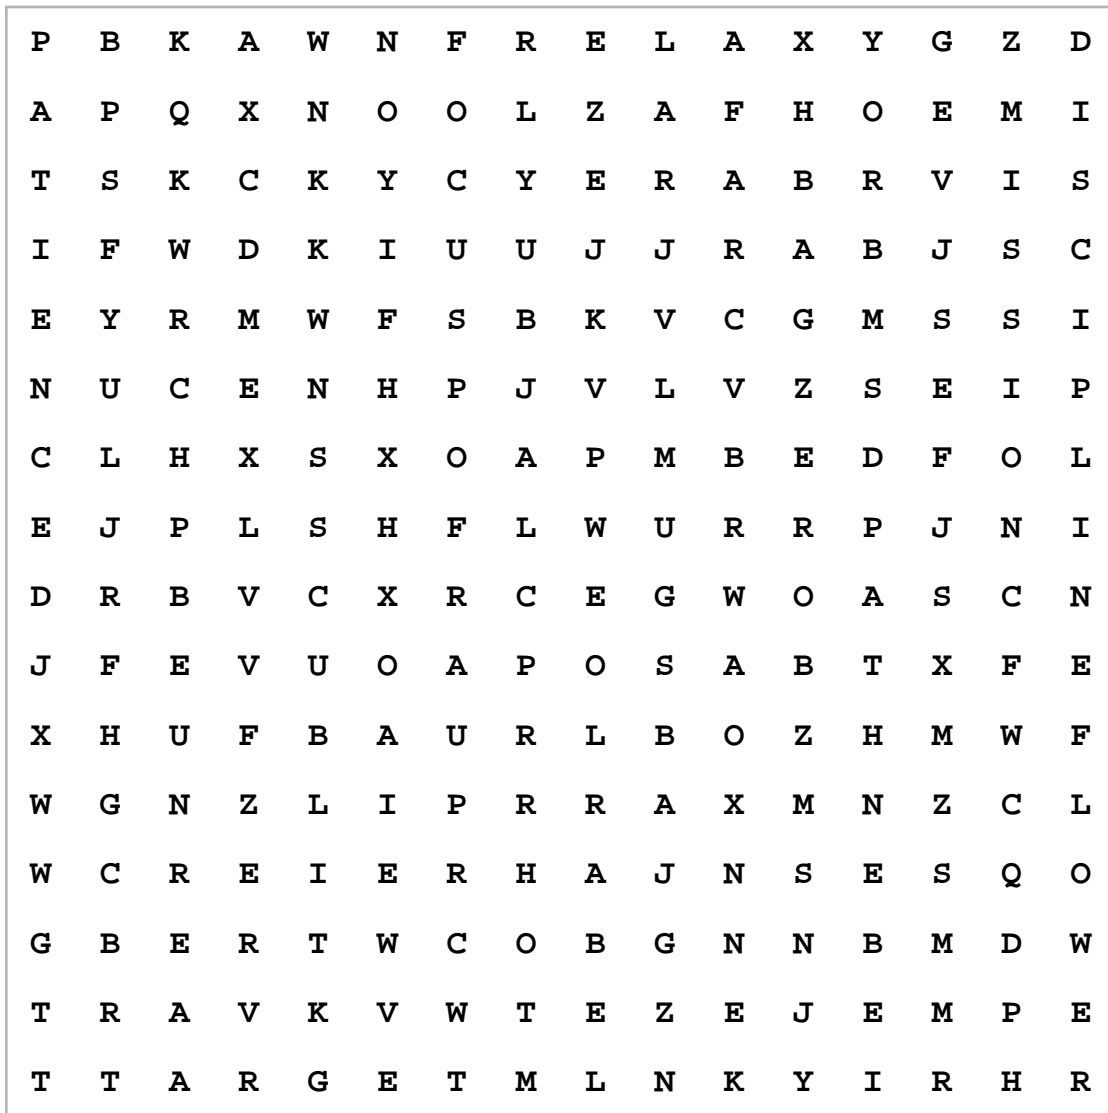 P B K A W N F R E L A X Y G Z D
A P Q X N O O L Z A F H O E M I
T S K C K Y C Y E R A B R V I S
I F W D K I U U J J R A B J S C
E Y R M W F S B K V C G M S S I
N U C E N H P J V L V Z S E I P
C L H X S X O A P M B E D F O L
E J P L S H F L W U R R P J N I
D R B V C X R C E G W O A S C N
J F E V U O A P O S A B T X F E
X H U F B A U R L B O Z H M W F
W G N Z L I P R R A X M N Z C L
W C R E I E R H A J N S E S Q O
G B E R T W C O B G N N B M D W
T R A V K V W T E Z E J E M P E
T T A R G E T M L N K Y I R H R